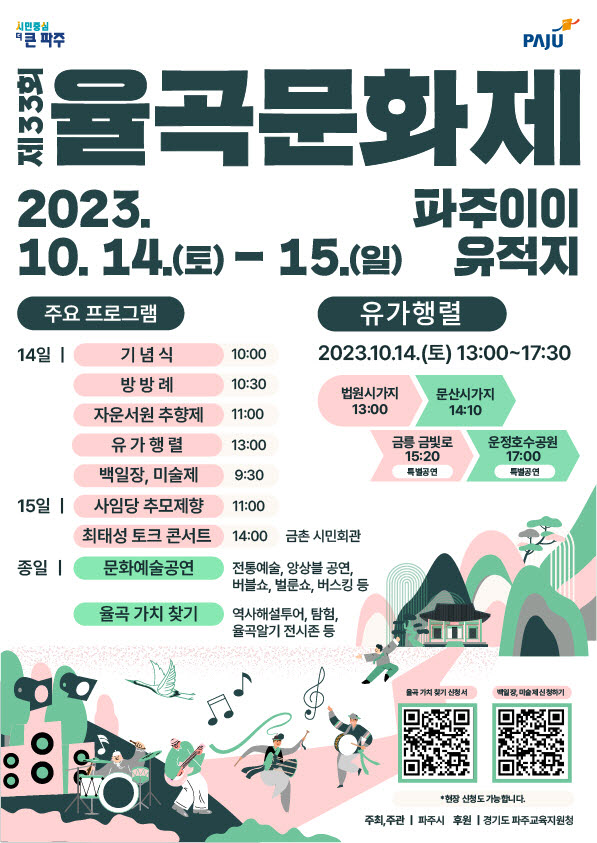 시민중심
더 큰 파주
PAJU
제33회
율곡문화제
2023.
10. 14.(토) – 15.(일)
파주이이
유적지
주요 프로그램
14일 | 기 념 식 10:00
방 방 례 10:30
자운서원 추향제 11:00
유 가 행 렬 13:00
백일장, 미술제 9:30
15일 | 사임당 추모제향 11:00
최태성 토크 콘서트 14:00 금촌 시민회관
종일 | 문화예술공연 전통예술, 앙상블 공연,
버블쇼, 벌룬쇼, 버스킹 등
율곡 가치 찾기 역사해설투어, 탐험,
율곡알기 전시존 등
유가행렬
2023.10.14.(토) 13:00~17:30
법원시가지
13:00
문산시가지
14:10
금릉 금빛로
15:20
특별공연
운정호수공원
17:00
특별공연
율곡 가치 찾기 신청서
백일장, 미술제 신청하기
*현장 신청도 가능합니다.
주최,주관 | 파주시 후원 | 경기도 파주교육지원청